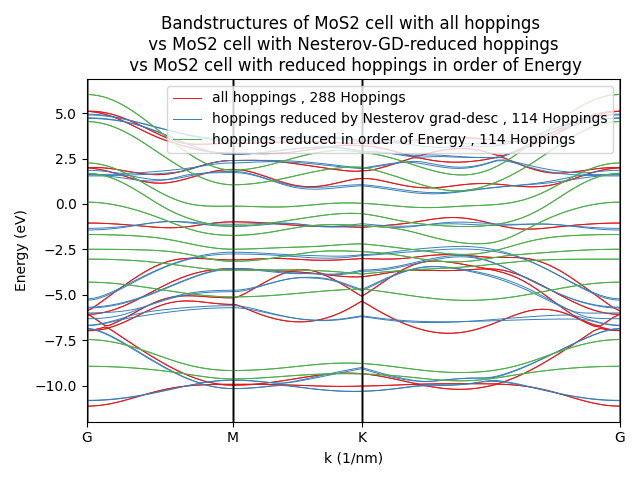 Bandstructures of MoS2 cell with all hoppings
vs MoS2 cell with Nesterov-GD-reduced hoppings
vs MoS2 cell with reduced hoppings in order of Energy
all hoppings , 288 Hoppings
hoppings reduced by Nesterov grad-desc , 114 Hoppings
hoppings reduced in order of Energy , 114 Hoppings
5.0
2.5
0.0
−2.5
−5.0
−7.5
−10.0
Energy (eV)
G M K G
k (1/nm)